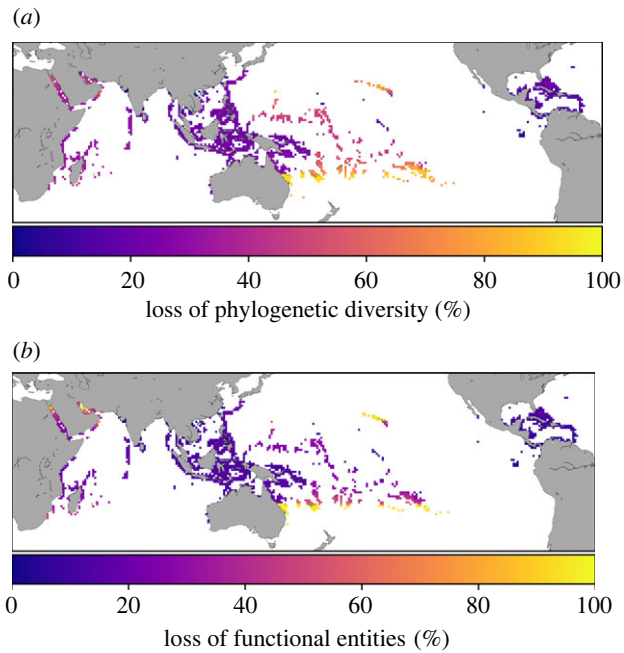 (a)
0 20 40 60 80 100
loss of phylogenetic diversity (%)
(b)
0 20 40 60 80 100
loss of functional entities (%)